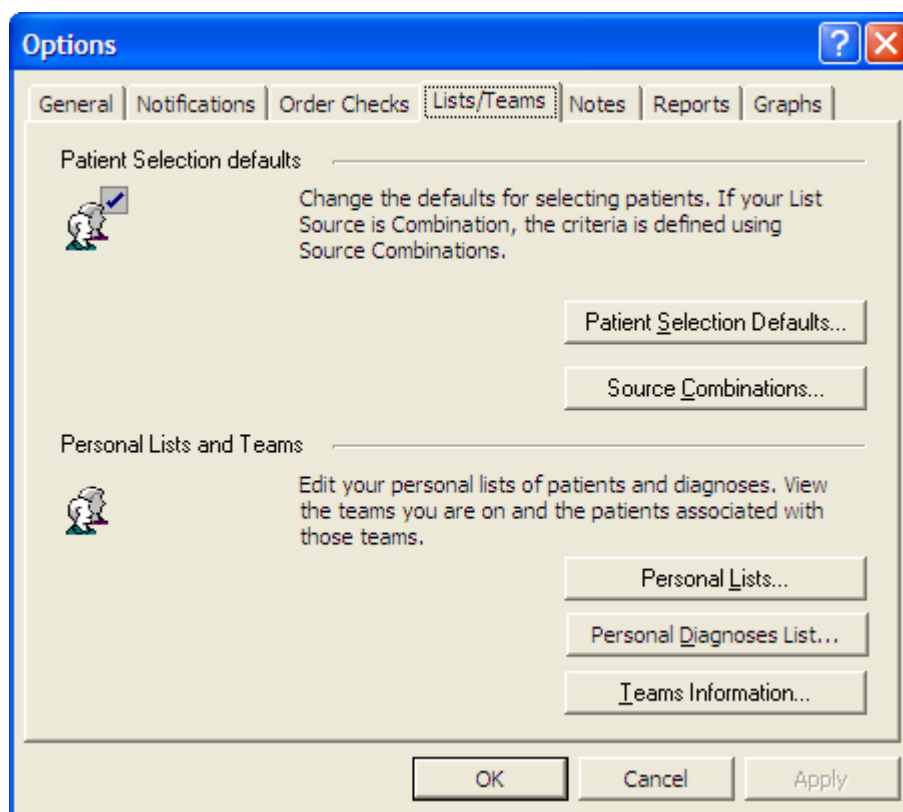 Options
General Notifications Order Checks Lists/Teams Notes Reports Graphs
Patient Selection defaults
Change the defaults for selecting patients. If your List
Source is Combination, the criteria is defined using
Source Combinations.
Patient Selection Defaults...
Source Combinations...
Personal Lists and Teams
Edit your personal lists of patients and diagnoses. View
the teams you are on and the patients associated with
those teams.
Personal Lists...
Personal Diagnoses List...
Teams Information...
OK Cancel Apply